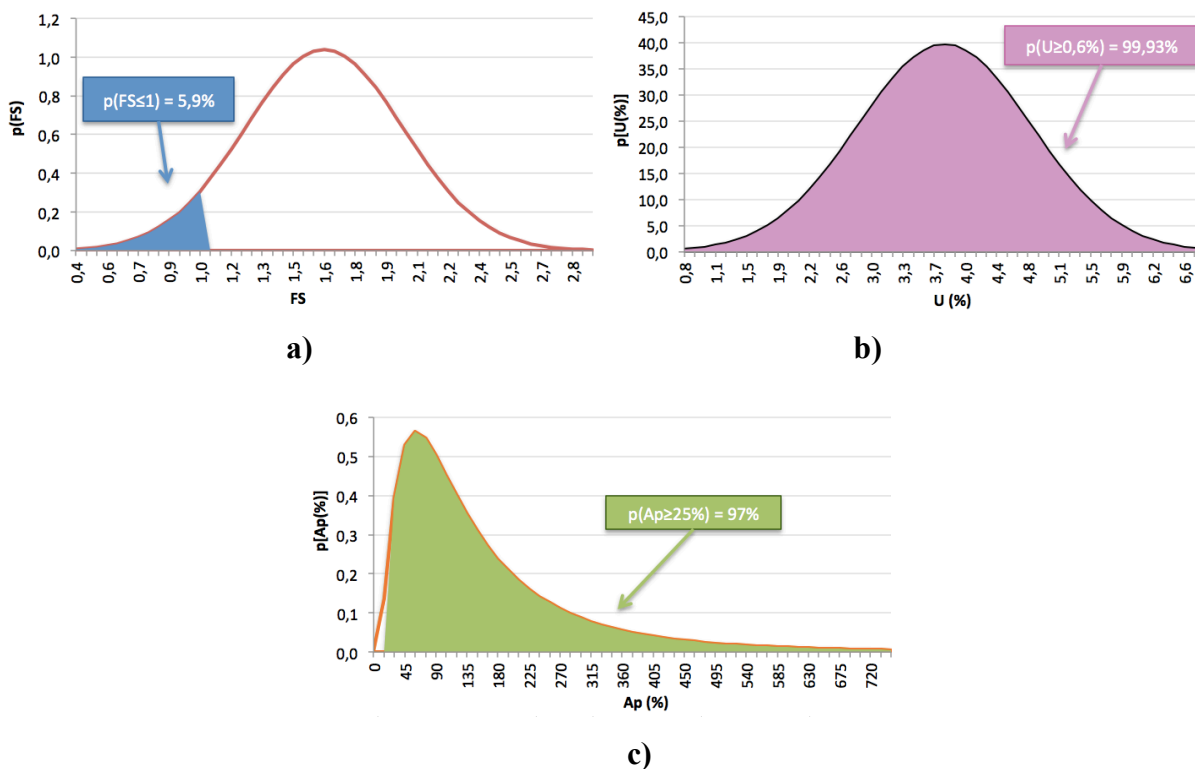 1,2
1,0
0,8
0,6
0,4
0,2
0,0
p(FS)
p(FS≤1) = 5,9%
0,4 0,6 0,7 0,9 1,0 1,2 1,3 1,5 1,6 1,8 1,9 2,1 2,2 2,4 2,5 2,7 2,8
FS
a)
45,0
40,0
35,0
30,0
25,0
20,0
15,0
10,0
5,0
0,0
p[U(%)]
p(U≥0,6%) = 99,93%
0,8 1,1 1,5 1,9 2,2 2,6 3,0 3,3 3,7 4,0 4,4 4,8 5,1 5,5 5,9 6,2 6,6
U (%)
b)
0,6
0,5
0,4
0,3
0,2
0,1
0,0
p[Ap(%)]
p(Ap≥25%) = 97%
0 45 90 135 180 225 270 315 360 405 450 495 540 585 630 675 720
Ap (%)
c)